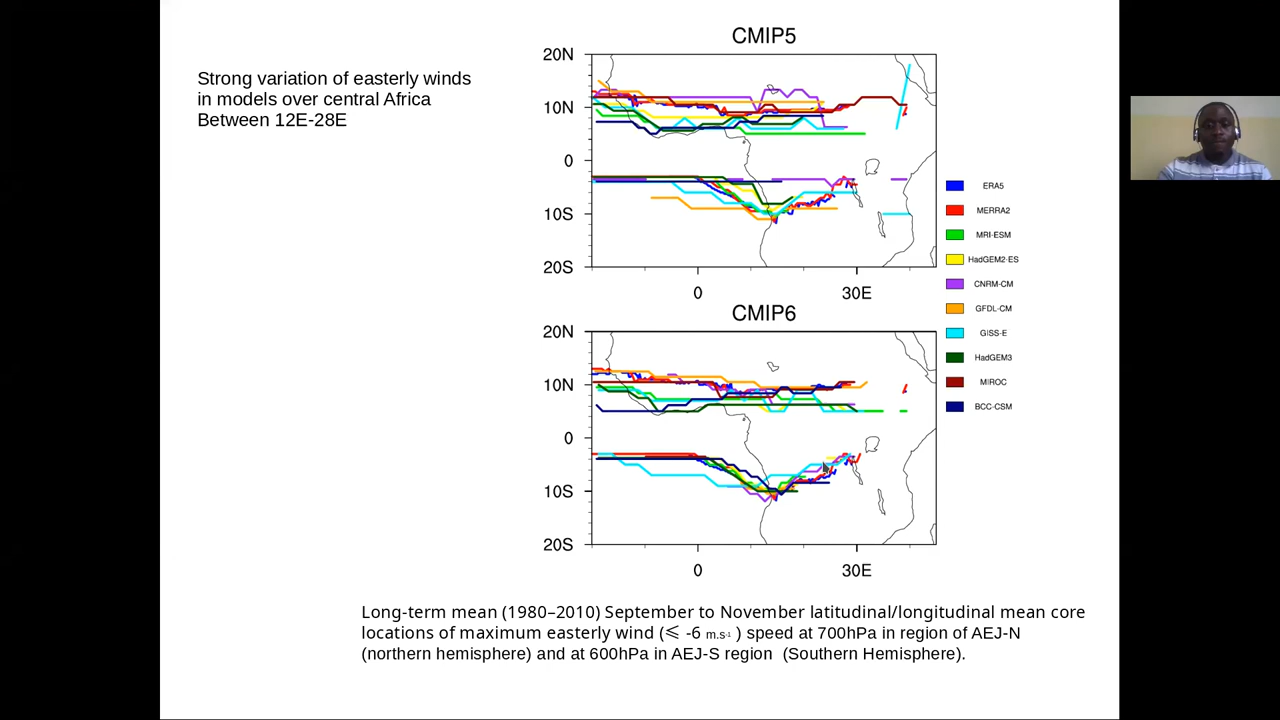 Strong variation of easterly winds
in models over central Africa
Between 12E-28E
CMIP5
20N
10N
0
10S
20S
0
30E
CMIP6
20N
10N
0
10S
20S
0
30E
ERA5
MERRA2
MRI-ESM
HadGEM2-ES
CNRM-CM
GFDL-CM
GISS-E
HadGEM3
MIROC
BCC-CSM
Long-term mean (1980–2010) September to November latitudinal/longitudinal mean core
locations of maximum easterly wind (⩽ -6 m.s-1 ) speed at 700hPa in region of AEJ-N
(northern hemisphere) and at 600hPa in AEJ-S region (Southern Hemisphere).